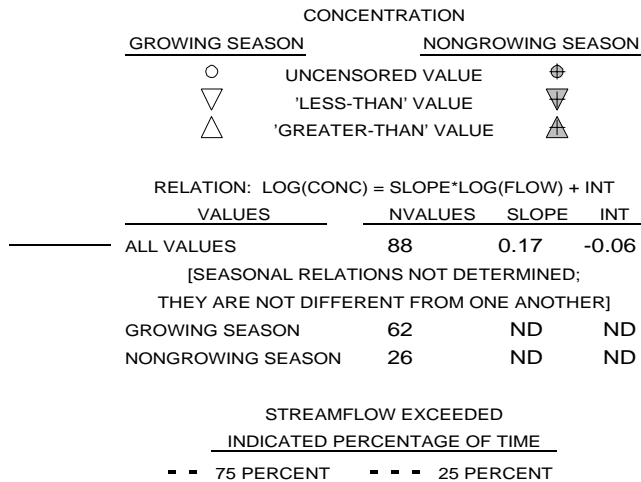 CONCENTRATION
GROWING SEASON NONGROWING SEASON
UNCENSORED VALUE
'LESS-THAN' VALUE
'GREATER-THAN' VALUE
RELATION: LOG(CONC) = SLOPE*LOG(FLOW) + INT
VALUES NVALUES SLOPE INT
ALL VALUES 88 0.17 -0.06
[SEASONAL RELATIONS NOT DETERMINED;
THEY ARE NOT DIFFERENT FROM ONE ANOTHER]
GROWING SEASON 62 ND ND
NONGROWING SEASON 26 ND ND
STREAMFLOW EXCEEDED
INDICATED PERCENTAGE OF TIME
75 PERCENT 25 PERCENT